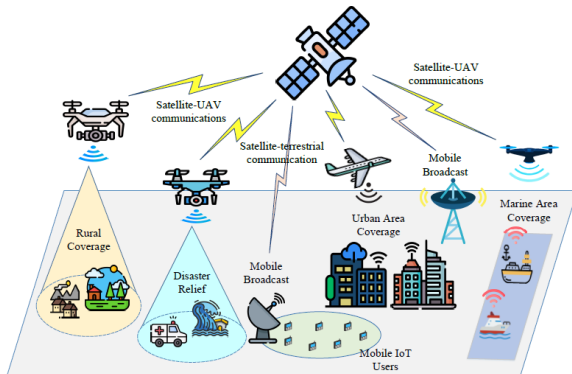 Satellite-UAV
communications
Satellite-UAV
communications
Satellite-terrestrial
communication
Mobile
Broadcast
Rural
Coverage
Urban Area
Coverage
Marine Area
Coverage
Disaster
Relief
Mobile
Broadcast
Mobile IoT
Users